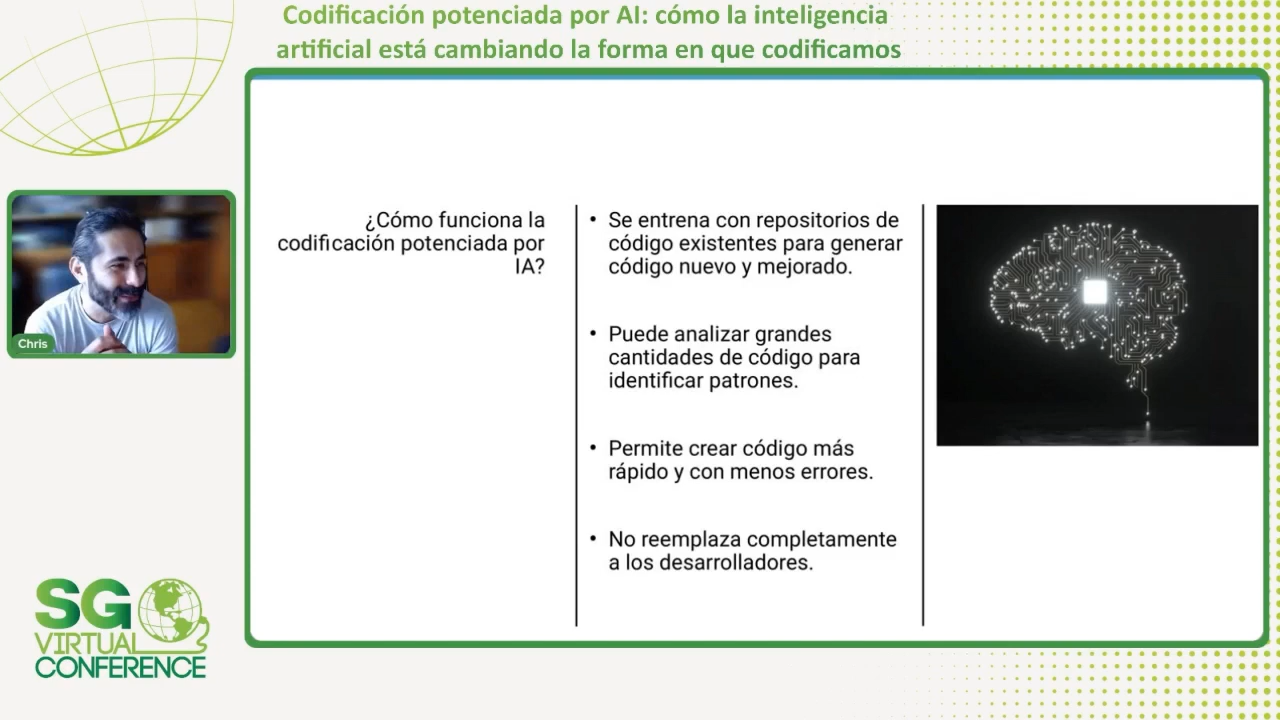 Codificación potenciada por AI: cómo la inteligencia
artificial está cambiando la forma en que codificamos
Chris
¿Cómo funciona la
codificación potenciada por
IA?
• Se entrena con repositorios de
código existentes para generar
código nuevo y mejorado.
• Puede analizar grandes
cantidades de código para
identificar patrones.
• Permite crear código más
rápido y con menos errores.
• No reemplaza completamente
a los desarrolladores.
SG
VIRTUAL
CONFERENCE